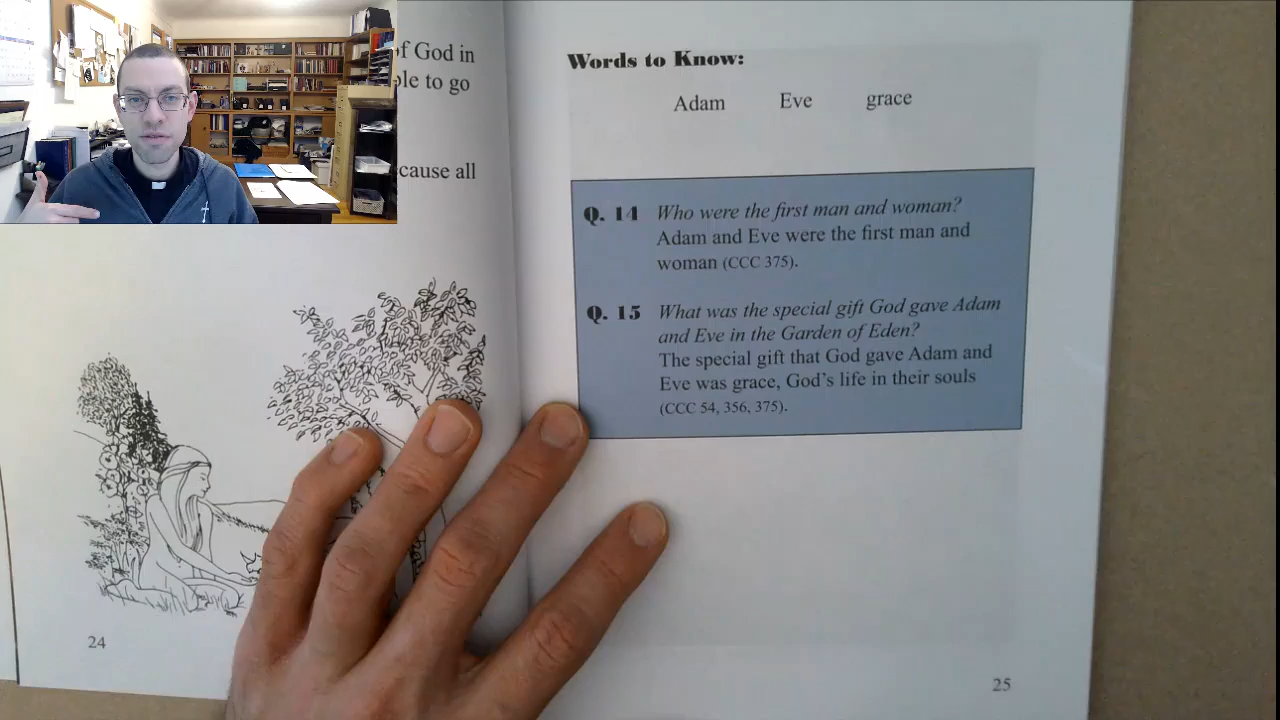 f God in
ple to go
cause all
24
Words to Know:
Adam Eve grace
Q. 14 Who were the first man and woman?
Adam and Eve were the first man and
woman (CCC 375).
Q. 15 What was the special gift God gave Adam
and Eve in the Garden of Eden?
The special gift that God gave Adam and
Eve was grace, God's life in their souls
(CCC 54, 356, 375).
25